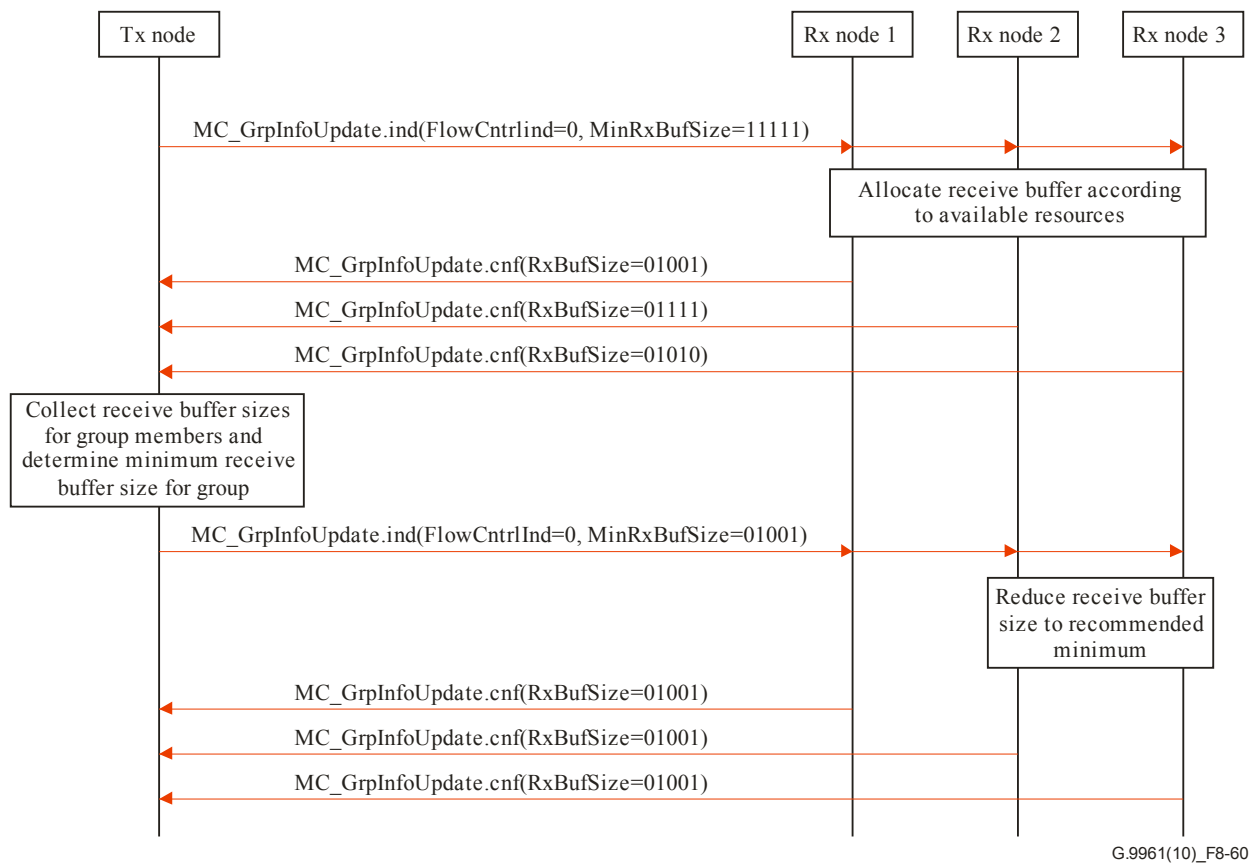 Tx node
Rx node 1
Rx node 2
Rx node 3
MC_GrpInfoUpdate.ind(FlowCntrlind=0, MinRxBufSize=11111)
Allocate receive buffer according
to available resources
MC_GrpInfoUpdate.cnf(RxBufSize=01001)
MC_GrpInfoUpdate.cnf(RxBufSize=01111)
MC_GrpInfoUpdate.cnf(RxBufSize=01010)
Collect receive buffer sizes
for group members and
determine minimum receive
buffer size for group
MC_GrpInfoUpdate.ind(FlowCntrlInd=0, MinRxBufSize=01001)
Reduce receive buffer
size to recommended
minimum
MC_GrpInfoUpdate.cnf(RxBufSize=01001)
MC_GrpInfoUpdate.cnf(RxBufSize=01001)
MC_GrpInfoUpdate.cnf(RxBufSize=01001)
G.9961(10)_F8-60